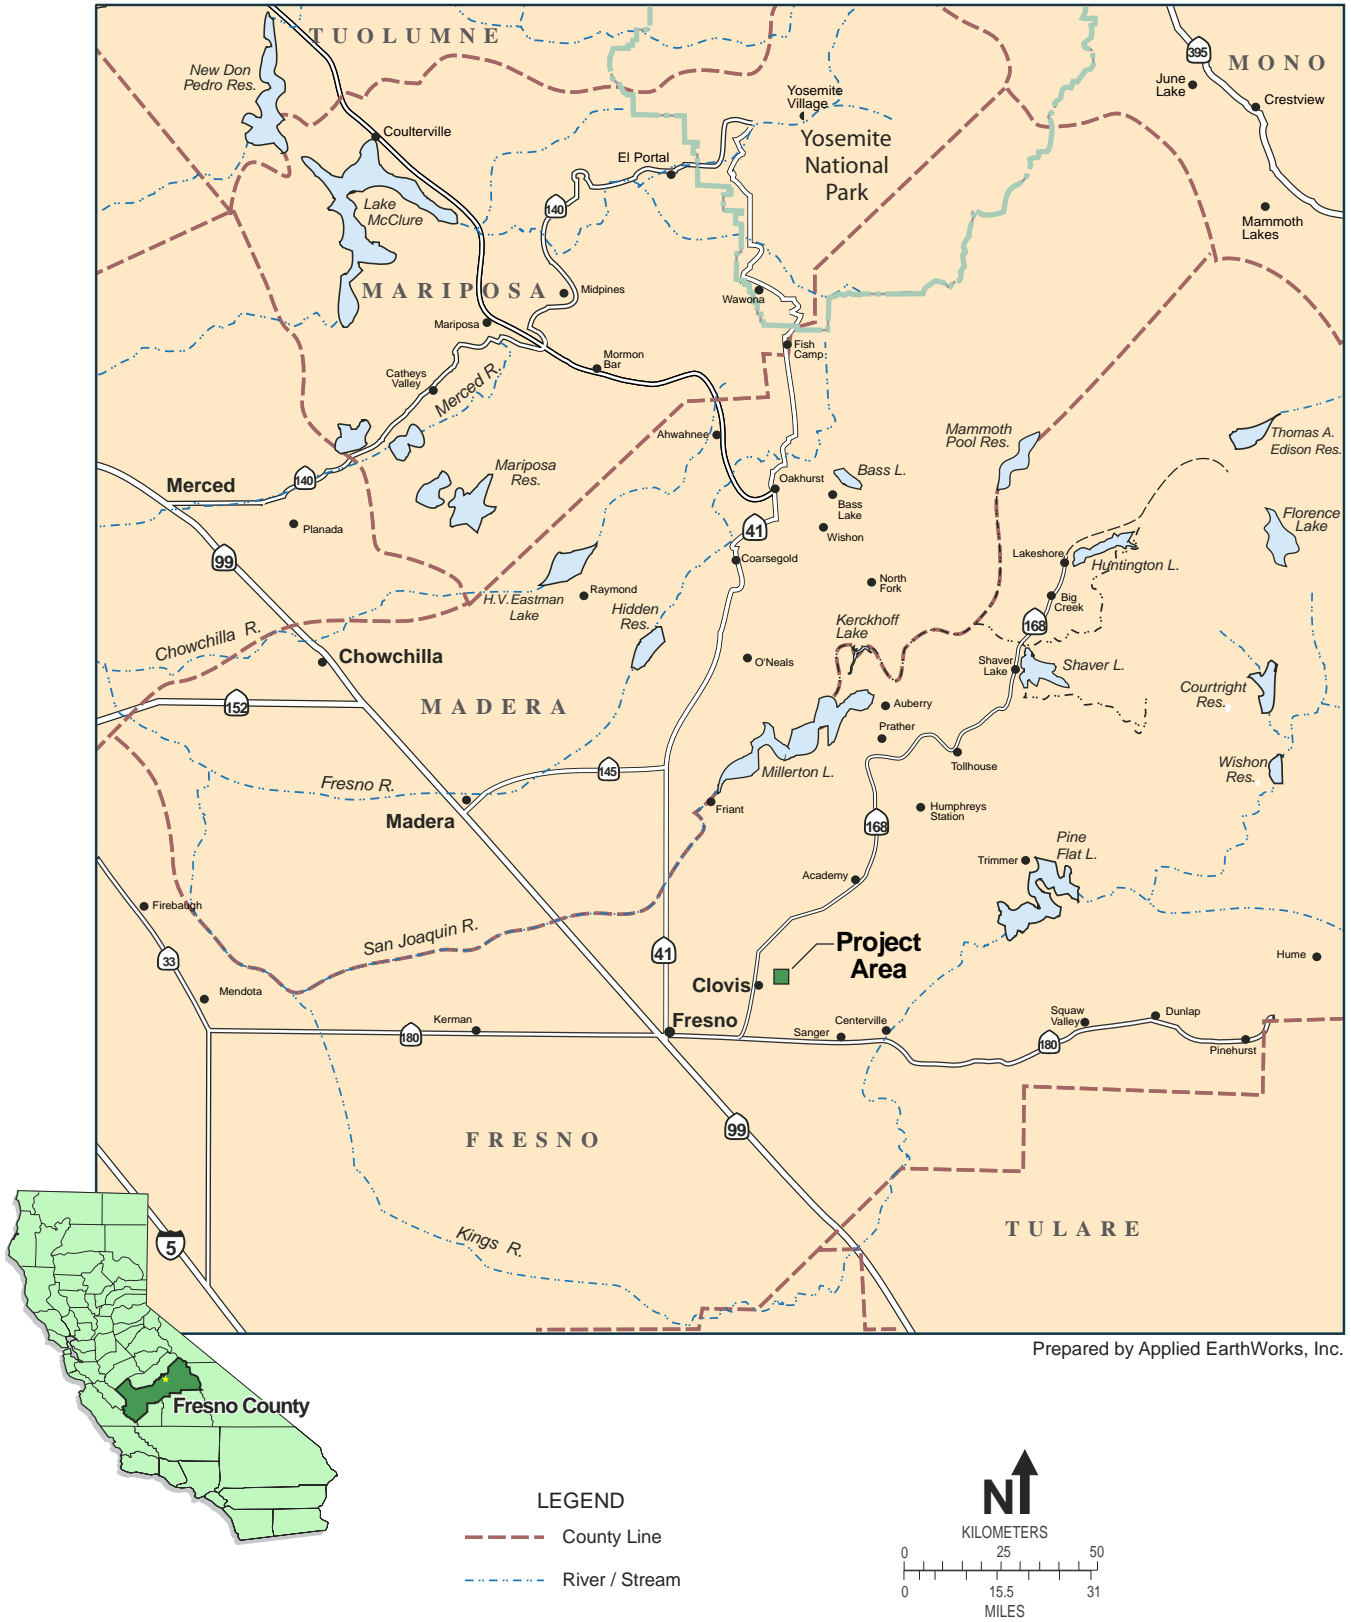 TUOLUMNE
MONO
395
New Don
Pedro Res.
June
Lake
Crestview
Yosemite
Village
Coulterville
Yosemite
National
Park
El Portal
140
Lake
McClure
Mammoth
Lakes
MARIPOSA
Midpines
Wawona
Mariposa
Fish
Camp
Mormon
Bar
Catheys
Valley
Merced R.
Ahwahnee
Mammoth
Pool Res.
Thomas A.
Edison Res.
Mariposa
Res.
Bass L.
Merced
140
Oakhurst
Bass
Lake
Planada
41
Wishon
Florence
Lake
99
Coarsegold
Lakeshore
Huntington L.
North
Fork
Raymond
H.V. Eastman
Lake
Hidden
Res.
Big
Creek
168
Kerckhoff
Lake
Chowchilla R.
Chowchilla
O'Neals
Shaver
Lake
Shaver L.
Courtright
Res.
152
MADERA
Auberry
Prather
Tollhouse
145
Millerton L.
Wishon
Res.
Fresno R.
Madera
Friant
Humphreys
Station
168
Pine
Flat L.
Trimmer
Academy
Firebaugh
San Joaquin R.
33
41
Project
Area
Hume
Clovis
Mendota
Kerman
180
Fresno
Sanger
Centerville
Squaw
Valley
Dunlap
180
Pinehurst
99
FRESNO
TULARE
Kings R.
5
Prepared by Applied EarthWorks, Inc.
Fresno County
LEGEND
County Line
River / Stream
N
KILOMETERS
0 25 50
0 15.5 31
MILES